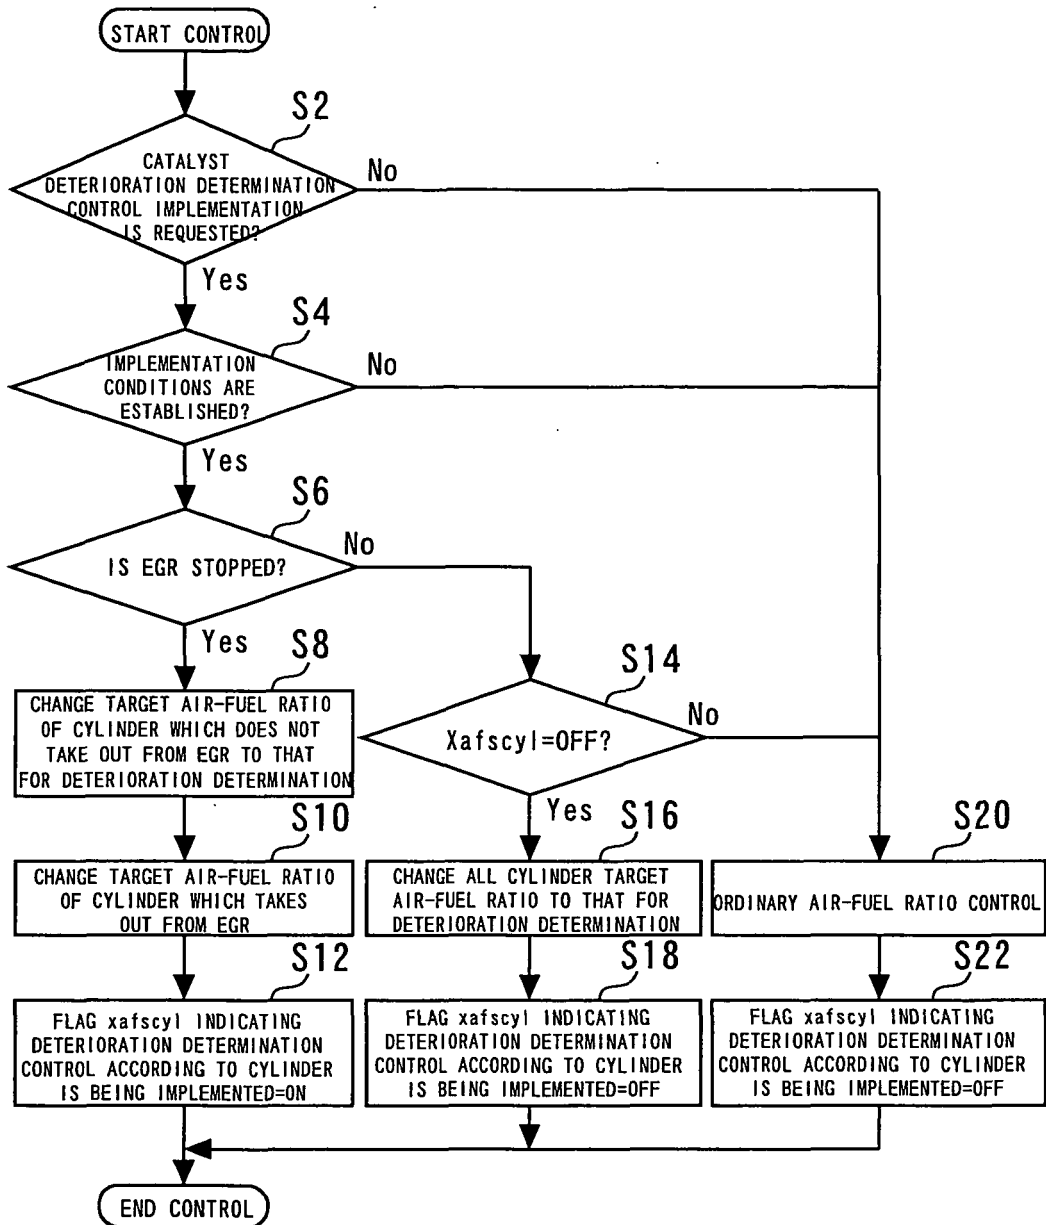 START CONTROL
S2
CATALYST
DETERIORATION DETERMINATION
CONTROL IMPLEMENTATION
IS REQUESTED?
No
Yes
S4
IMPLEMENTATION
CONDITIONS ARE
ESTABLISHED?
No
Yes
S6
IS EGR STOPPED?
No
Yes
S8
CHANGE TARGET AIR-FUEL RATIO
OF CYLINDER WHICH DOES NOT
TAKE OUT FROM EGR TO THAT
FOR DETERIORATION DETERMINATION
S14
Xafscyl=OFF?
No
Yes
S10
CHANGE TARGET AIR-FUEL RATIO
OF CYLINDER WHICH TAKES
OUT FROM EGR
S16
CHANGE ALL CYLINDER TARGET
AIR-FUEL RATIO TO THAT FOR
DETERIORATION DETERMINATION
S20
ORDINARY AIR-FUEL RATIO CONTROL
S12
FLAG xafscyl INDICATING
DETERIORATION DETERMINATION
CONTROL ACCORDING TO CYLINDER
IS BEING IMPLEMENTED=ON
S18
FLAG xafscyl INDICATING
DETERIORATION DETERMINATION
CONTROL ACCORDING TO CYLINDER
IS BEING IMPLEMENTED=OFF
S22
FLAG xafscyl INDICATING
DETERIORATION DETERMINATION
CONTROL ACCORDING TO CYLINDER
IS BEING IMPLEMENTED=OFF
END CONTROL